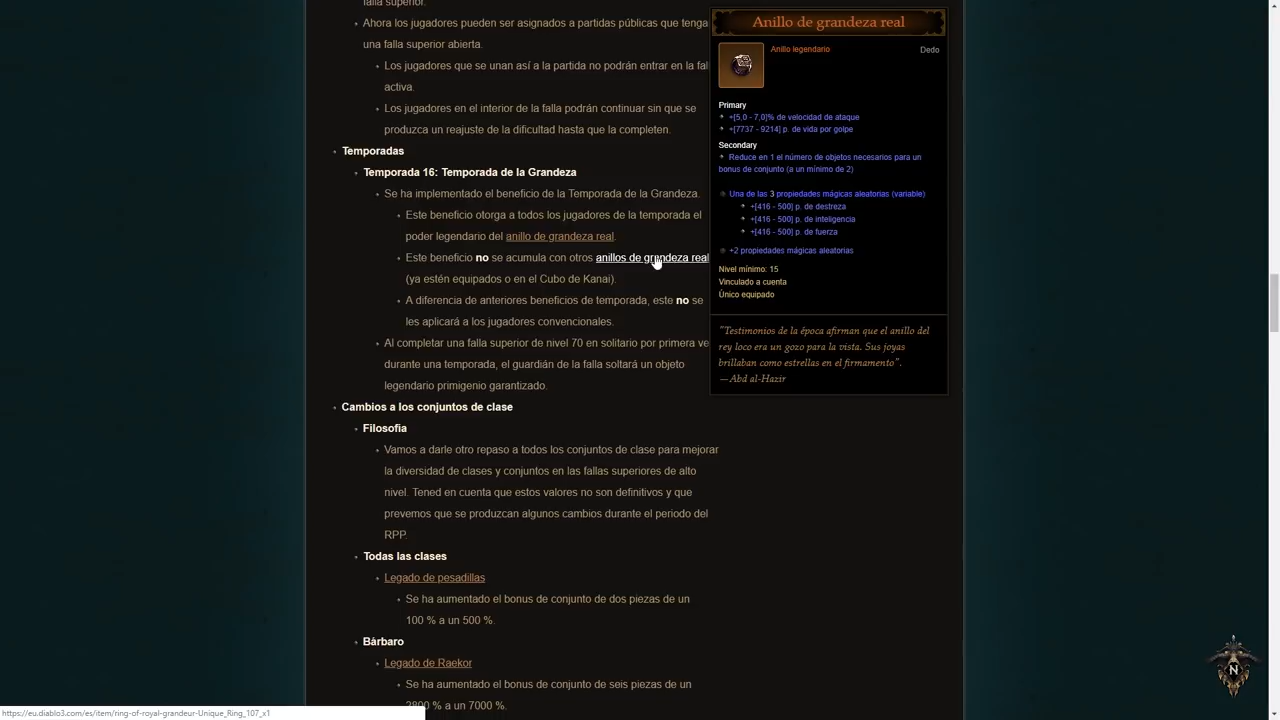 falla superior.
Ahora los jugadores pueden ser asignados a partidas públicas que tenga
una falla superior abierta.
Los jugadores que se unan así a la partida no podrán entrar en la fal
activa.
Los jugadores en el interior de la falla podrán continuar sin que se
produzca un reajuste de la dificultad hasta que la completen.
Temporadas
Temporada 16: Temporada de la Grandeza
Se ha implementado el beneficio de la Temporada de la Grandeza.
Este beneficio otorga a todos los jugadores de la temporada el
poder legendario del anillo de grandeza real.
Este beneficio no se acumula con otros anillos de grandeza real
(ya estén equipados o en el Cubo de Kanai).
A diferencia de anteriores beneficios de temporada, este no se
les aplicará a los jugadores convencionales.
Al completar una falla superior de nivel 70 en solitario por primera ve
durante una temporada, el guardián de la falla soltará un objeto
legendario primigenio garantizado.
Cambios a los conjuntos de clase
Filosofía
Vamos a darle otro repaso a todos los conjuntos de clase para mejorar
la diversidad de clases y conjuntos en las fallas superiores de alto
nivel. Tened en cuenta que estos valores no son definitivos y que
prevemos que se produzcan algunos cambios durante el periodo del
RPP.
Todas las clases
Legado de pesadillas
Se ha aumentado el bonus de conjunto de dos piezas de un
100 % a un 500 %.
Bárbaro
Legado de Raekor
Se ha aumentado el bonus de conjunto de seis piezas de un
2800 % a un 7000 %.
Anillo de grandeza real
Anillo legendario
Dedo
Primary
+[5,0 - 7,0]% de velocidad de ataque
+[7737 - 9214] p. de vida por golpe
Secondary
Reduce en 1 el número de objetos necesarios para un
bonus de conjunto (a un mínimo de 2)
Una de las 3 propiedades mágicas aleatorias (variable)
+[416 - 500] p. de destreza
+[416 - 500] p. de inteligencia
+[416 - 500] p. de fuerza
+2 propiedades mágicas aleatorias
Nivel mínimo: 15
Vinculado a cuenta
Único equipado
"Testimonios de la época afirman que el anillo del
rey loco era un gozo para la vista. Sus joyas
brillaban como estrellas en el firmamento".
—Abd al-Hazir
N
https://eu.diablo3.com/es/item/ring-of-royal-grandeur-Unique_Ring_107_x1